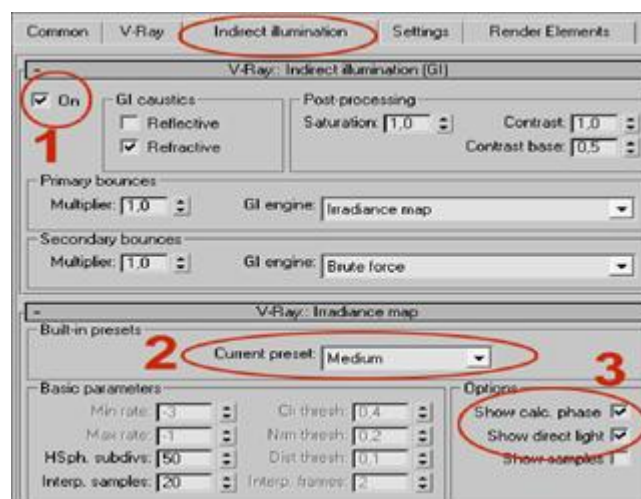 Common V-Ray Indirect illumination Settings Render Elements
- V-Ray:: Indirect illumination (GI)
On
1
GI caustics
Reflective
Refractive
Post-processing
Saturation: 1,0 Contrast: 1,0
Contrast base: 0,5
Primary bounces
Multiplier: 1,0 GI engine: Irradiance map
Secondary bounces
Multiplier: 1,0 GI engine: Brute force
- V-Ray:: Irradiance map
Built-in presets
2 Current preset: Medium
Basic parameters
Min rate: -3 Clr thresh: 0,4
Max rate: -1 Nrm thresh: 0,2
HSph. subdivs: 50 Dist thresh: 0,1
Interp. samples: 20 Interp. frames: 2
3
Options
Show calc. phase
Show direct light
Show samples